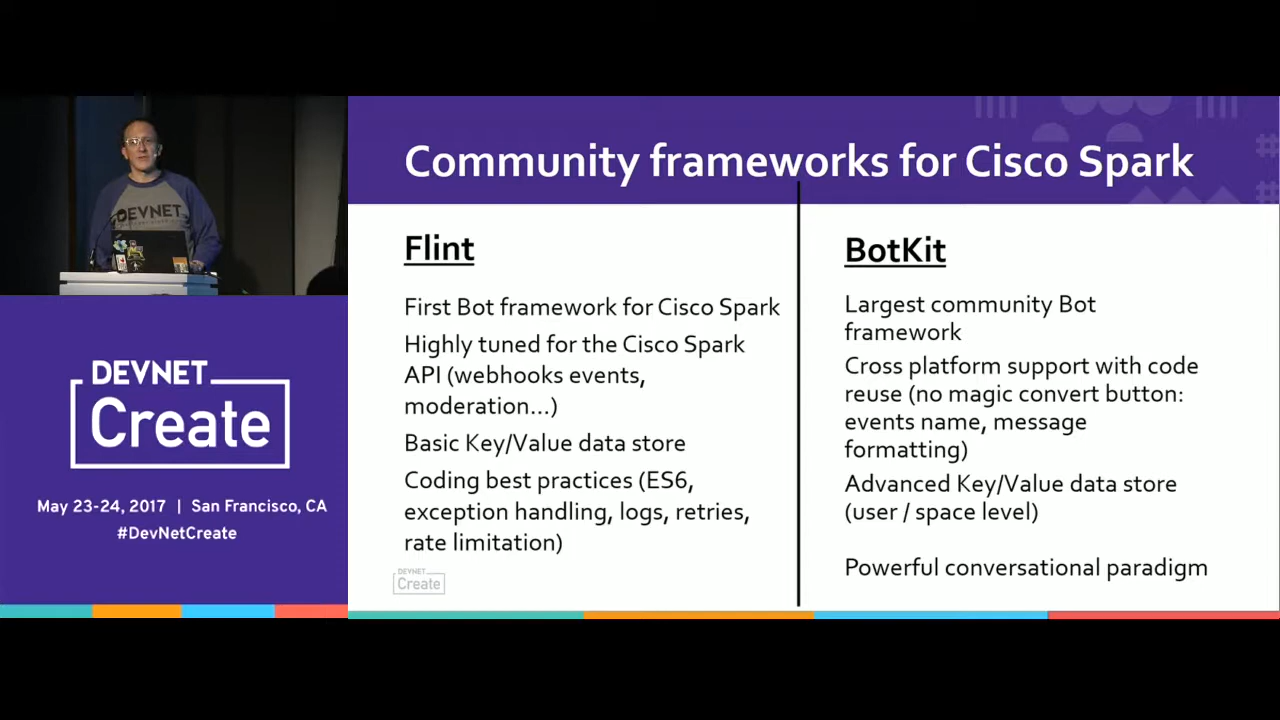 Community frameworks for Cisco Spark
Flint
First Bot framework for Cisco Spark
Highly tuned for the Cisco Spark
API (webhooks events,
moderation...)
Basic Key/Value data store
Coding best practices (ES6,
exception handling, logs, retries,
rate limitation)
DEVNET
Create
BotKit
Largest community Bot
framework
Cross platform support with code
reuse (no magic convert button:
events name, message
formatting)
Advanced Key/Value data store
(user / space level)
Powerful conversational paradigm
DEVNET
DEVNET
Create
May 23-24, 2017 | San Francisco, CA
#DevNetCreate